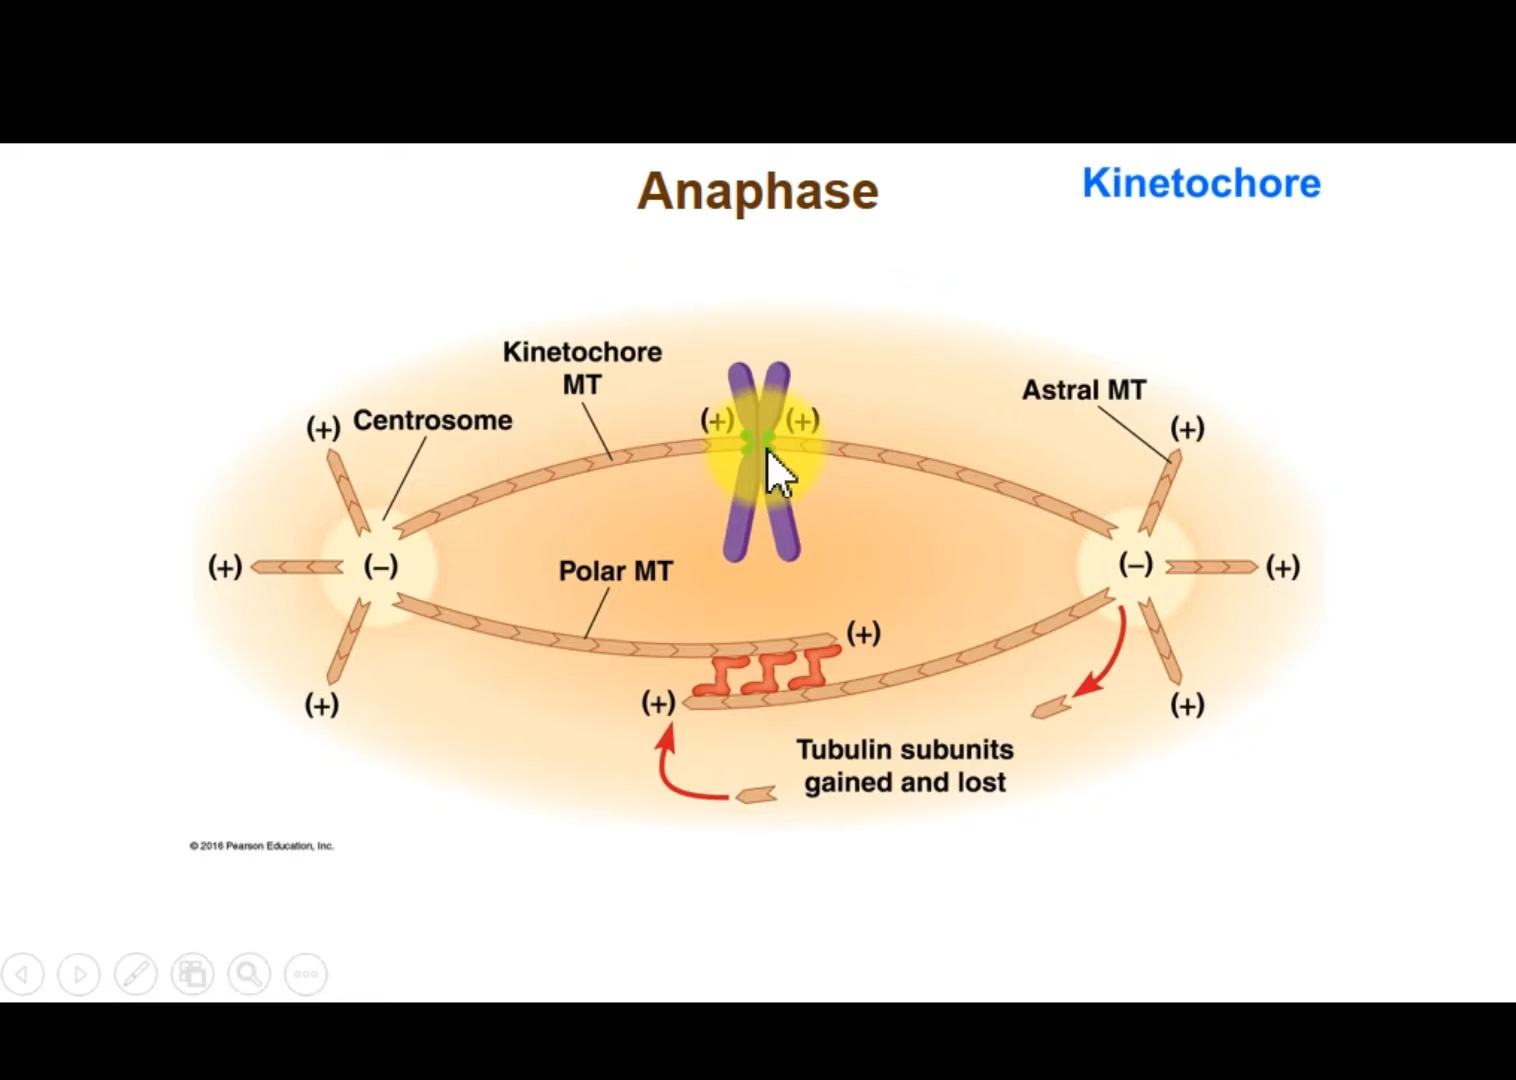 Anaphase
Kinetochore
Kinetochore
MT
Centrosome
Astral MT
(+)
(+)
(+)
(+)
(+)
(–)
(–)
(+)
Polar MT
(+)
(+)
(+)
(+)
Tubulin subunits
gained and lost
© 2016 Pearson Education, Inc.